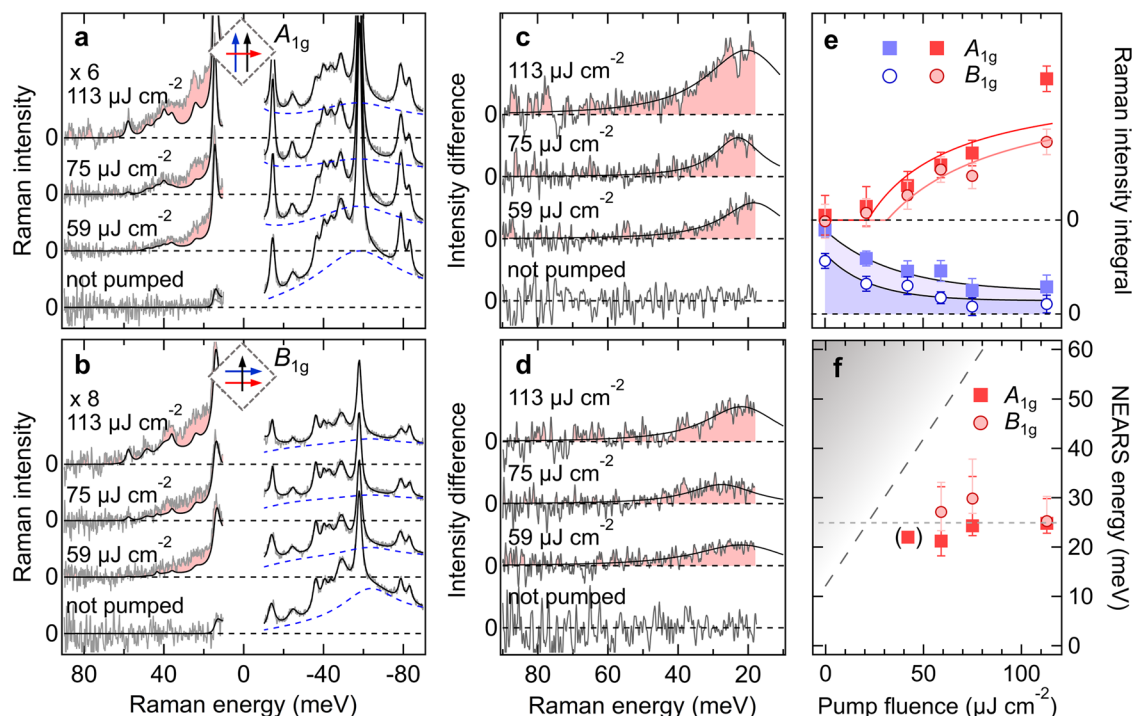 a
A1g
x 6
113 µJ cm-2
0
75 µJ cm-2
0
59 µJ cm-2
0
not pumped
0
Raman intensity
b
B1g
x 8
113 µJ cm-2
0
75 µJ cm-2
0
59 µJ cm-2
0
not pumped
0
Raman intensity
80 40 0 -40 -80
Raman energy (meV)
c
113 µJ cm-2
0
75 µJ cm-2
0
59 µJ cm-2
0
not pumped
0
Intensity difference
d
113 µJ cm-2
0
75 µJ cm-2
0
59 µJ cm-2
0
not pumped
0
Intensity difference
80 60 40 20
Raman energy (meV)
e
A1g
B1g
0
0
Raman intensity integral
f
A1g
B1g
( )
60
50
40
30
20
10
0
NEARS energy (meV)
0 40 80 120
Pump fluence (µJ cm-2)